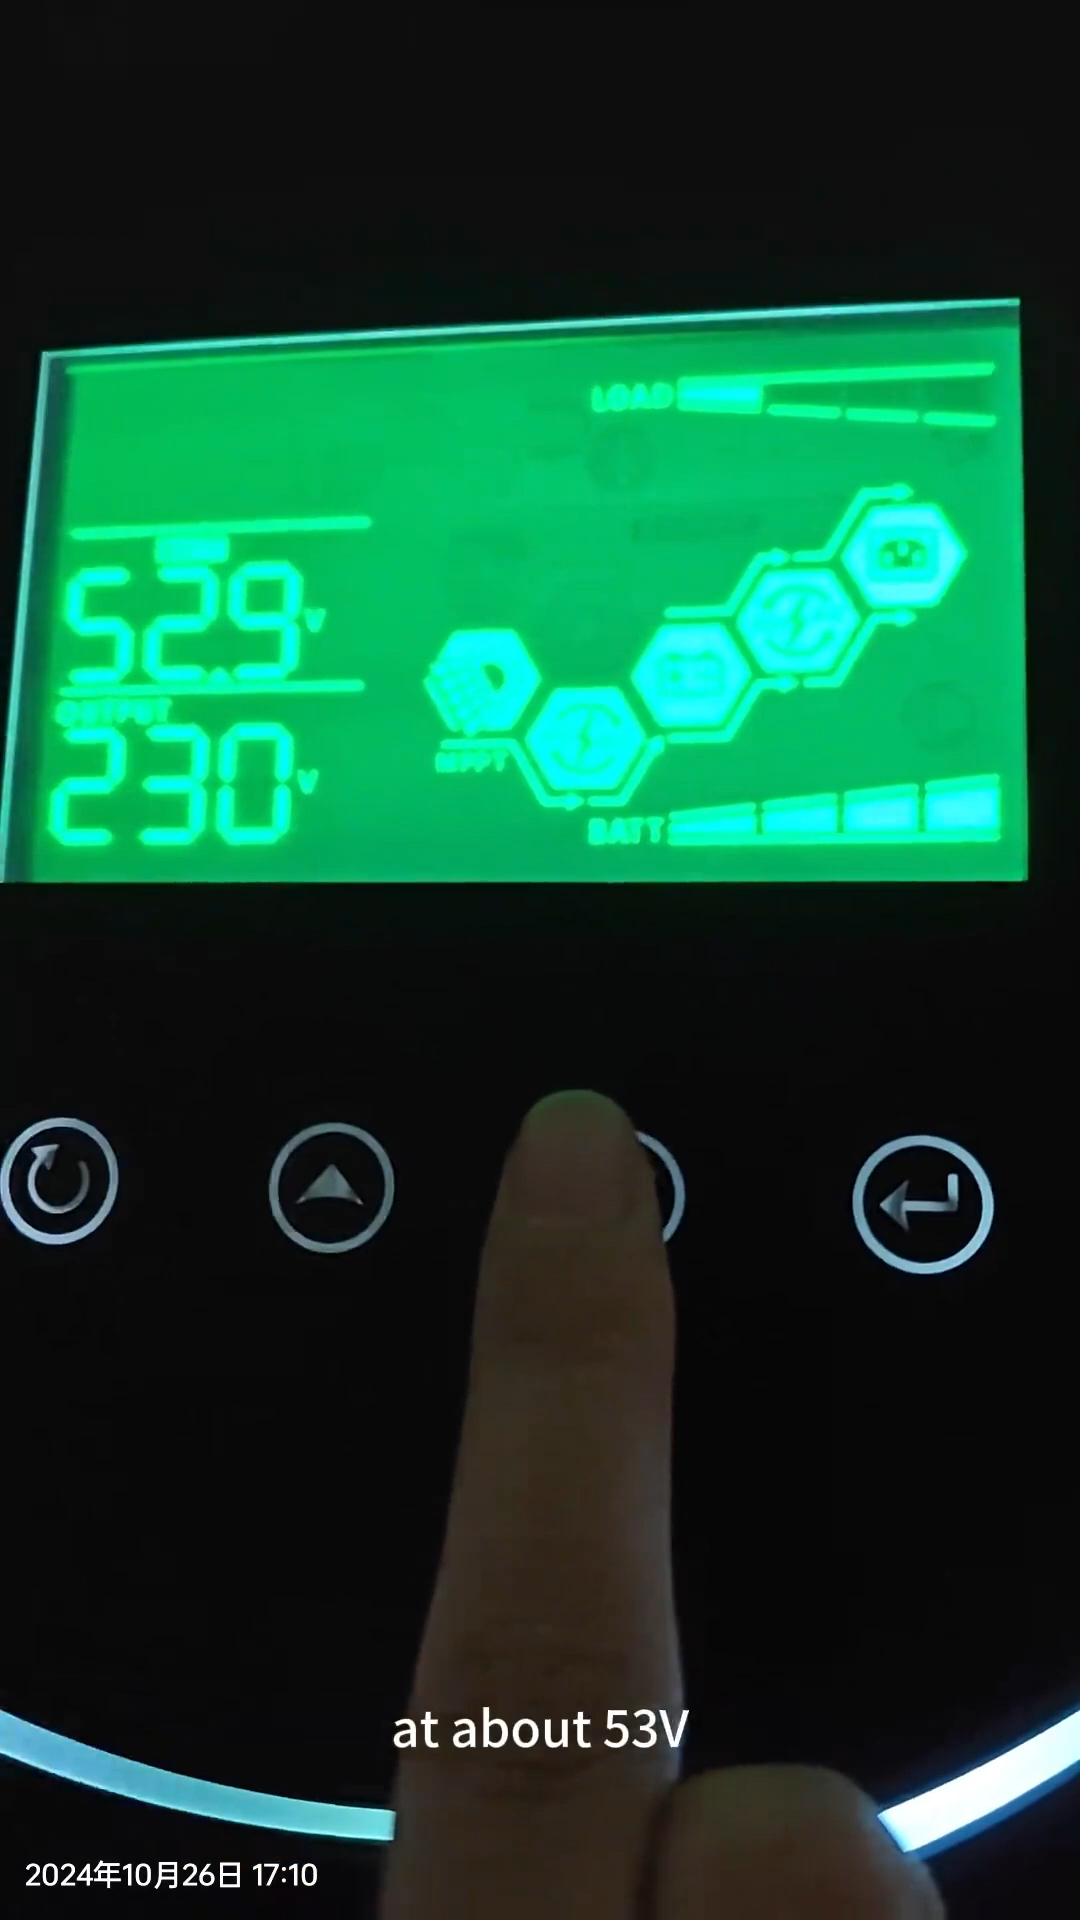 LOAD
52.9V
OUTPUT
230V
MPPT
BATT
at about 53V
2024年10月26日 17:10